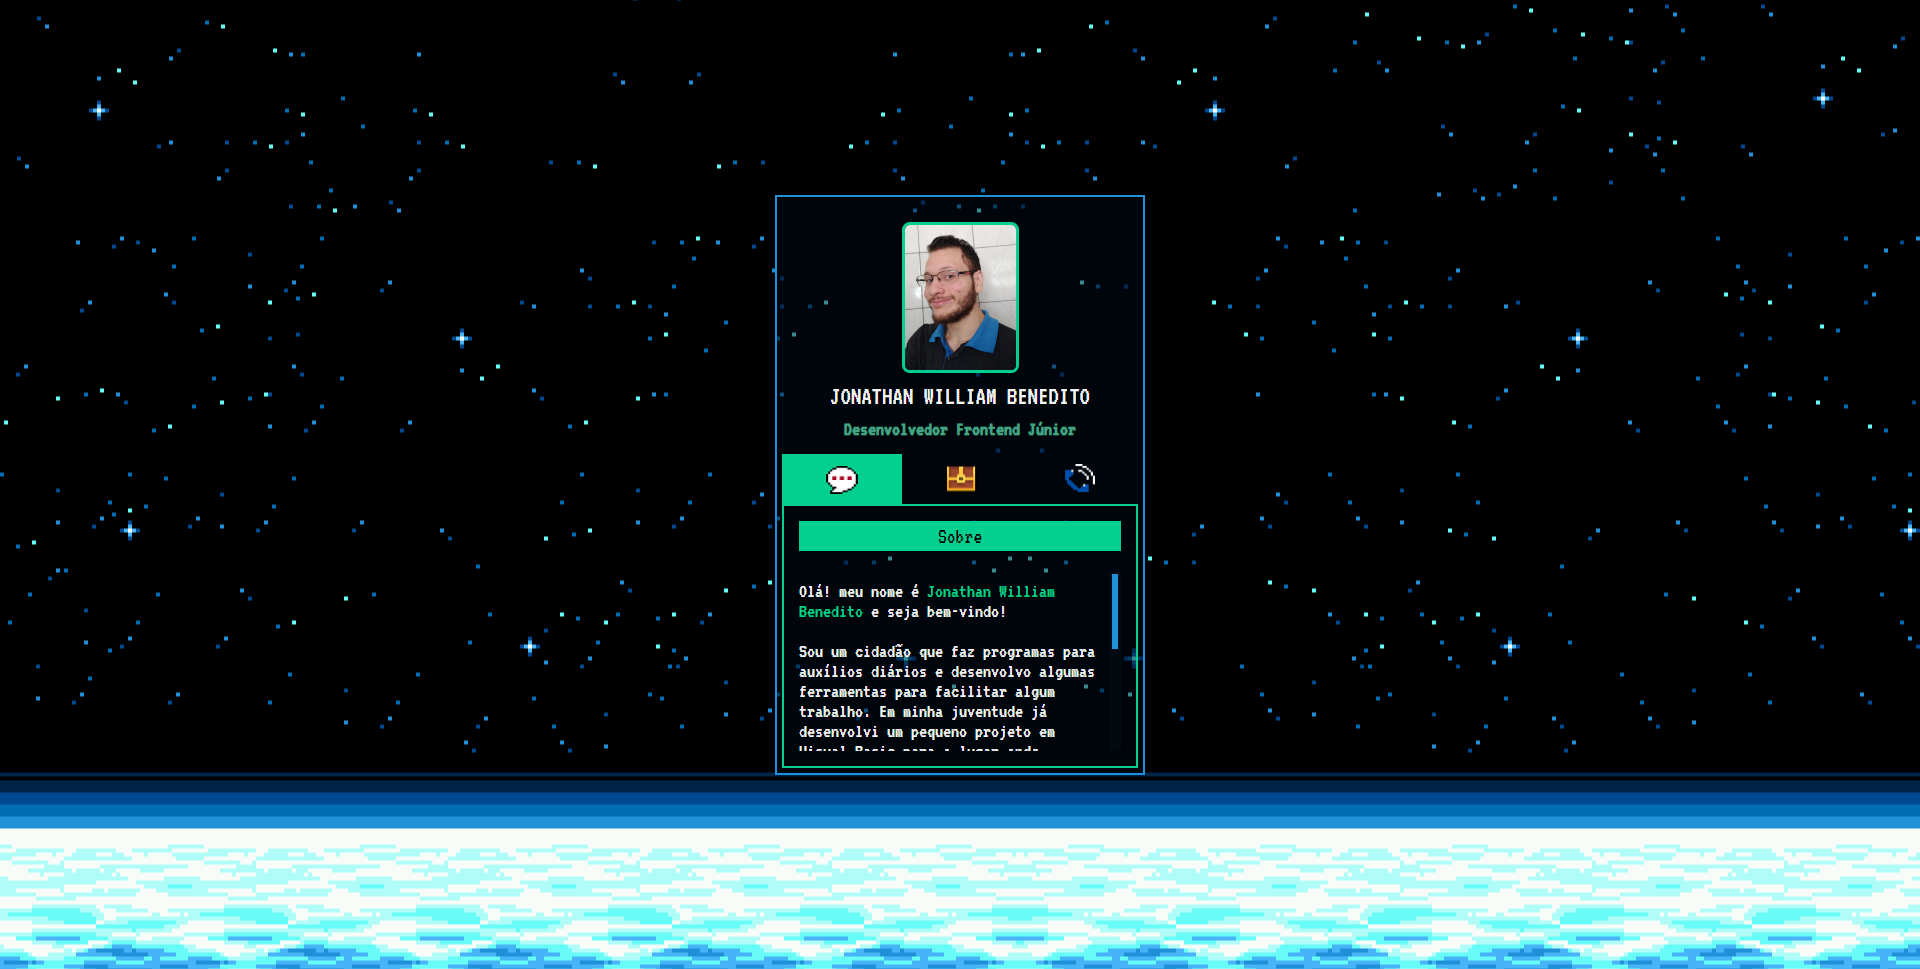 JONATHAN WILLIAM BENEDITO
Desenvolvedor Frontend Júnior
Sobre
Olá! meu nome é Jonathan William
Benedito e seja bem-vindo!
Sou um cidadão que faz programas para
auxílios diários e desenvolvo algumas
ferramentas para facilitar algum
trabalho. Em minha juventude já
desenvolvi um pequeno projeto em